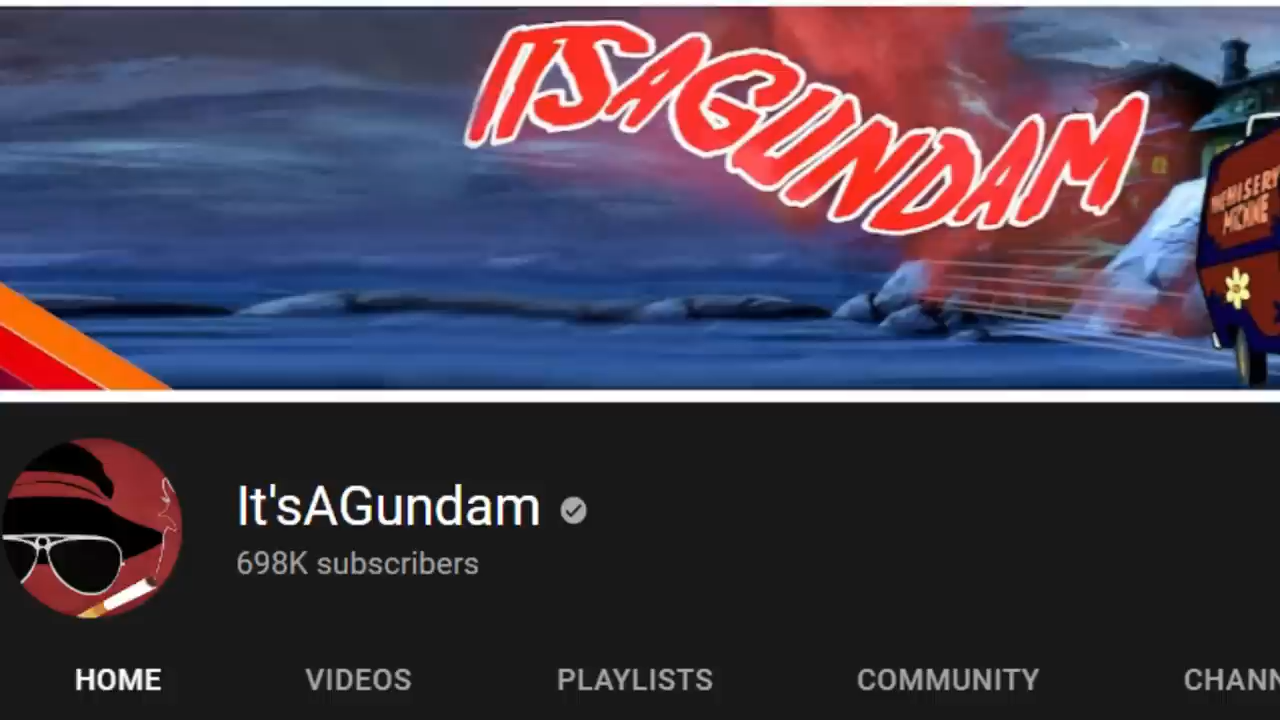 ITSAGUNDAM
It'sAGundam
698K subscribers
HOME VIDEOS PLAYLISTS COMMUNITY CHANN